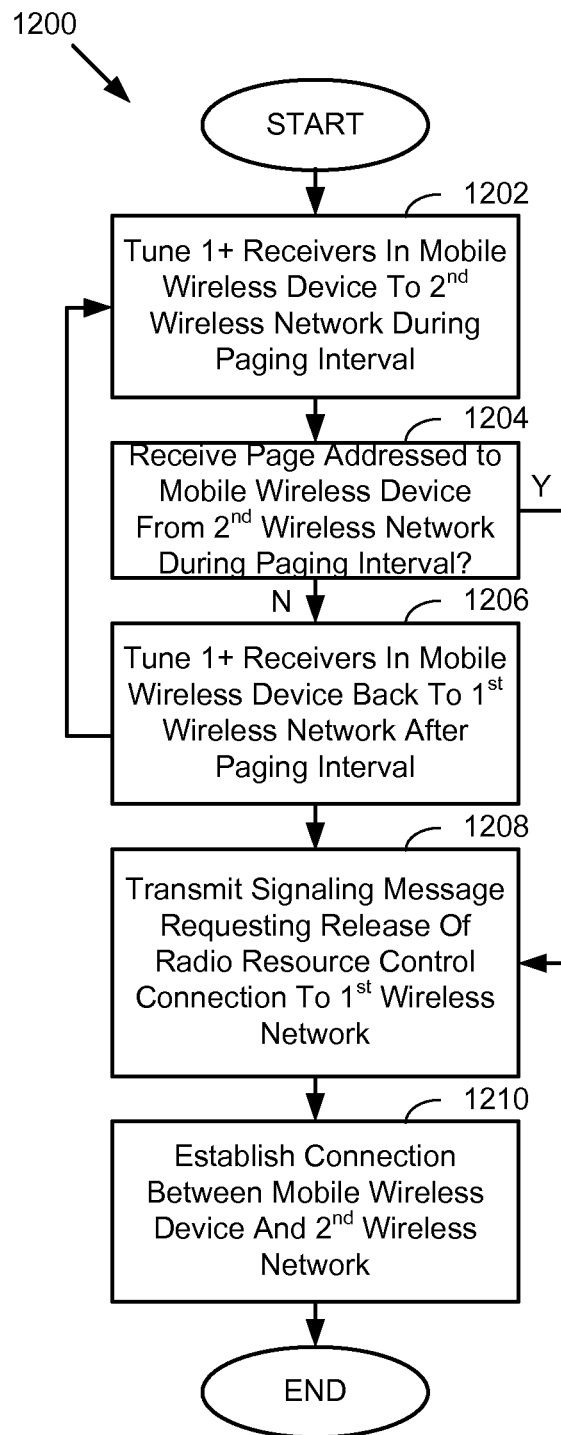 1200
START
1202
Tune 1+ Receivers In Mobile
Wireless Device To 2nd
Wireless Network During
Paging Interval
1204
Receive Page Addressed to
Mobile Wireless Device
From 2nd Wireless Network
During Paging Interval?
Y
N
1206
Tune 1+ Receivers In Mobile
Wireless Device Back To 1st
Wireless Network After
Paging Interval
1208
Transmit Signaling Message
Requesting Release Of
Radio Resource Control
Connection To 1st Wireless
Network
1210
Establish Connection
Between Mobile Wireless
Device And 2nd Wireless
Network
END